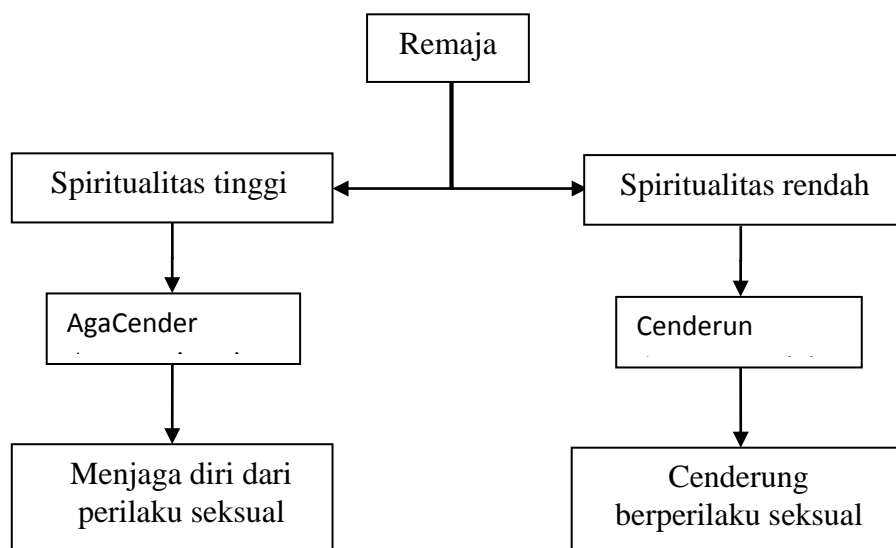 Remaja
Spiritualitas tinggi
Spiritualitas rendah
AgaCender
Cenderun
Menjaga diri dari
perilaku seksual
Cenderung
berperilaku seksual